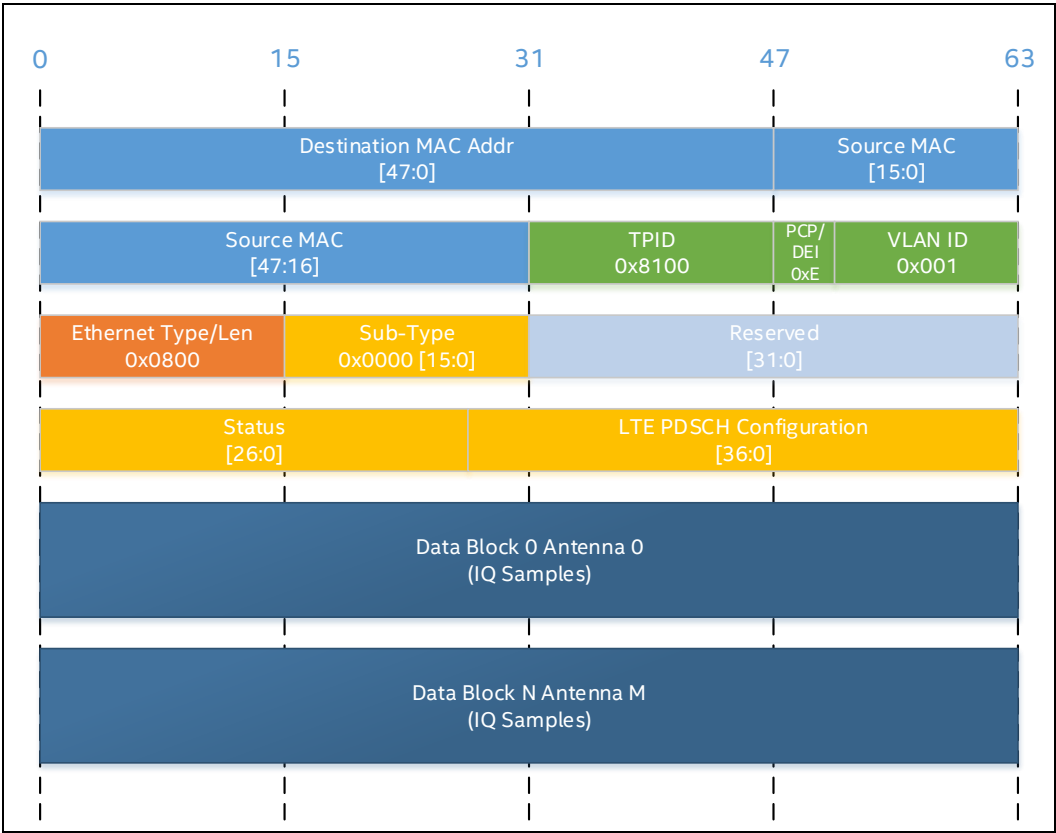 0 15 31 47 63
Destination MAC Addr
[47:0]
Source MAC
[15:0]
Source MAC
[47:16]
TPID
0x8100
PCP/
DEI
0xE
VLAN ID
0x001
Ethernet Type/Len
0x0800
Sub-Type
0x0000 [15:0]
Reserved
[31:0]
Status
[26:0]
LTE PDSCH Configuration
[36:0]
Data Block 0 Antenna 0
(IQ Samples)
Data Block N Antenna M
(IQ Samples)